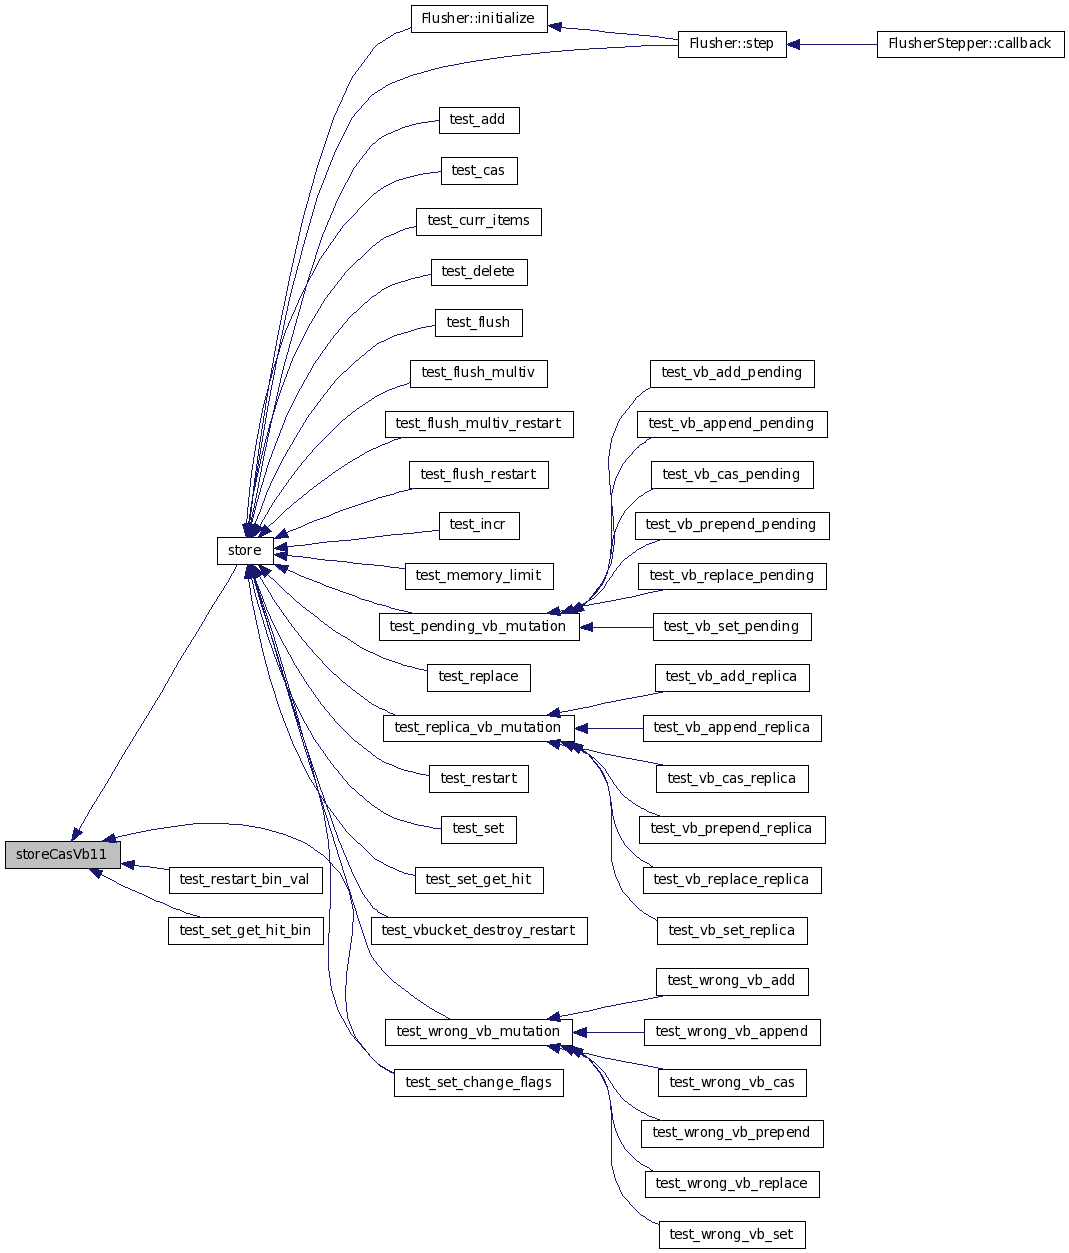 Flusher::initialize
Flusher::step
FlusherStepper::callback
test_add
test_cas
test_curr_items
test_delete
test_flush
test_flush_multiv
test_vb_add_pending
test_flush_multiv_restart
test_vb_append_pending
test_flush_restart
test_vb_cas_pending
test_incr
test_vb_prepend_pending
store
test_memory_limit
test_vb_replace_pending
test_pending_vb_mutation
test_vb_set_pending
test_replace
test_vb_add_replica
test_replica_vb_mutation
test_vb_append_replica
test_restart
test_vb_cas_replica
test_set
test_vb_prepend_replica
storeCasVb11
test_restart_bin_val
test_set_get_hit
test_vb_replace_replica
test_set_get_hit_bin
test_vbucket_destroy_restart
test_vb_set_replica
test_wrong_vb_add
test_wrong_vb_mutation
test_wrong_vb_append
test_set_change_flags
test_wrong_vb_cas
test_wrong_vb_prepend
test_wrong_vb_replace
test_wrong_vb_set